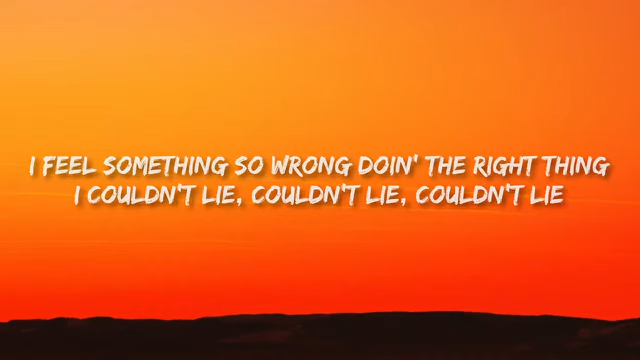 I FEEL SOMETHING SO WRONG DOIN' THE RIGHT THING
I COULDN'T LIE, COULDN'T LIE, COULDN'T LIE